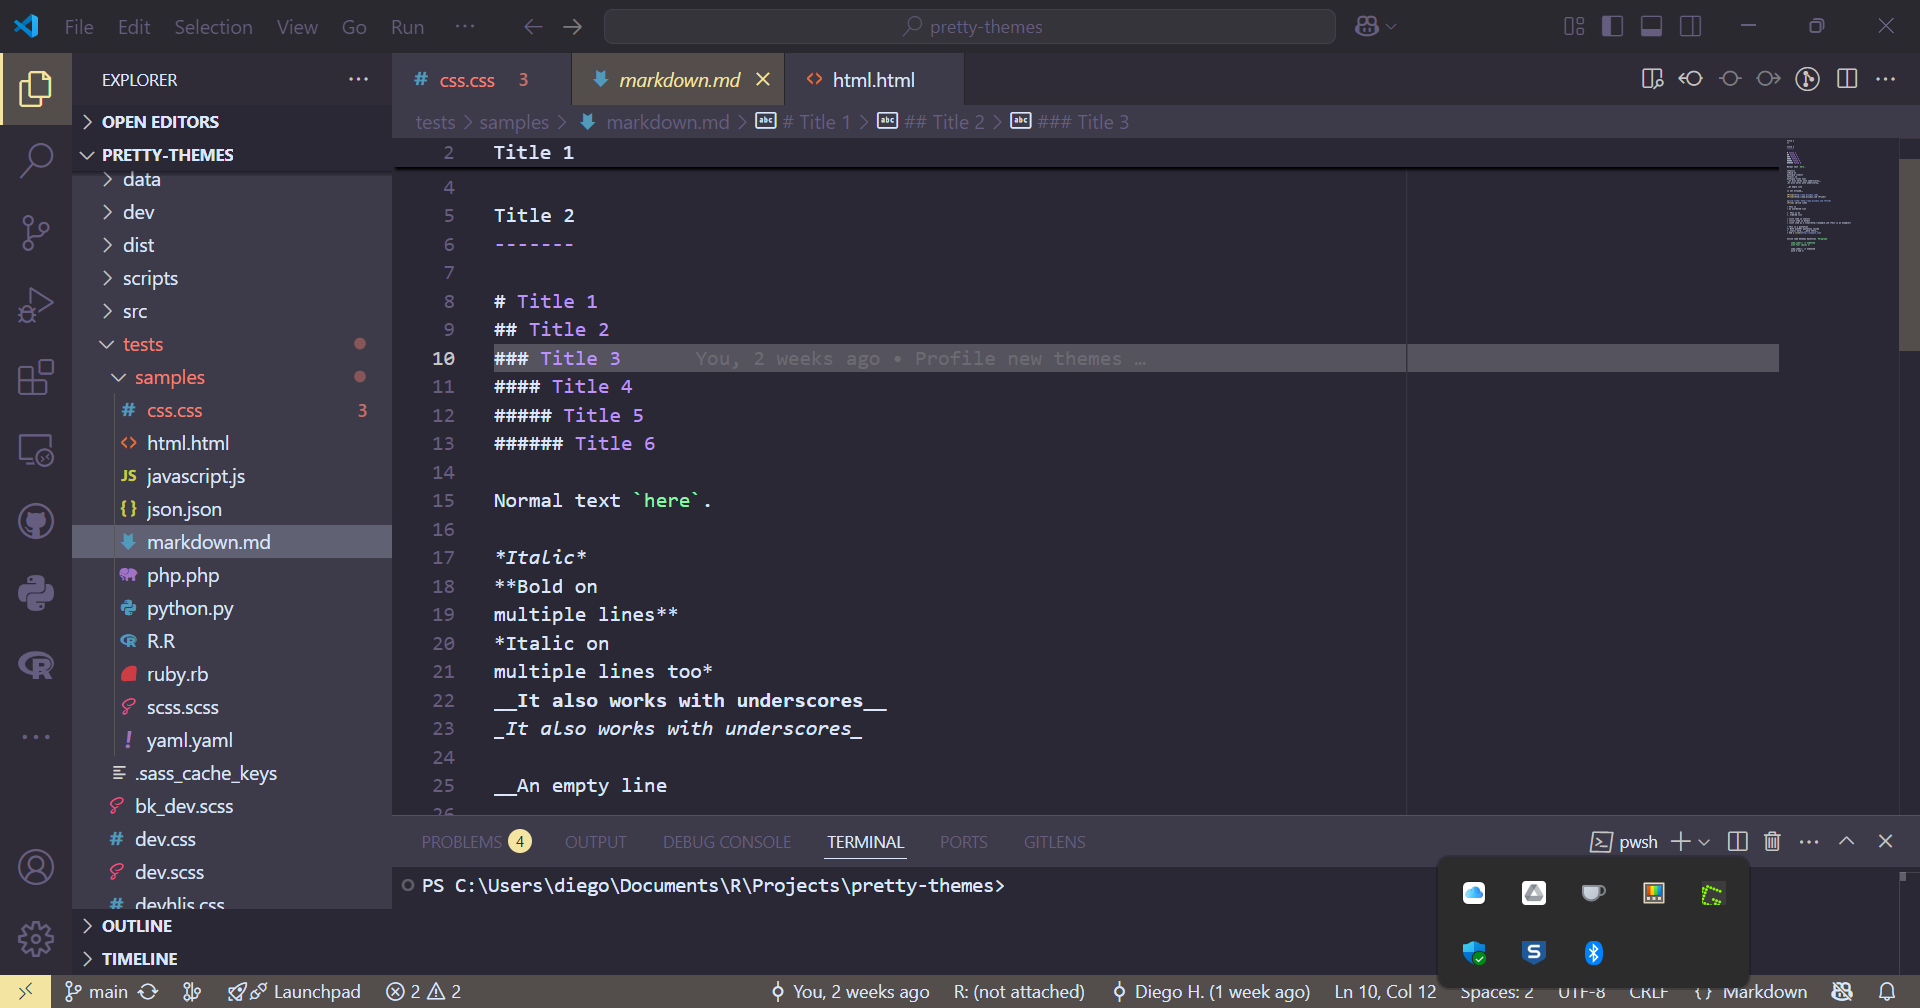 File Edit Selection View Go Run ··· pretty-themes
EXPLORER ···
OPEN EDITORS
PRETTY-THEMES
data
dev
dist
scripts
src
tests
samples
# css.css 3
<> html.html
JS javascript.js
{} json.json
markdown.md
php.php
python.py
R.R
ruby.rb
scss.scss
! yaml.yaml
.sass_cache_keys
bk_dev.scss
# dev.css
dev.scss
# devhljs.css
OUTLINE
TIMELINE
# css.css 3 markdown.md <> html.html
tests > samples > markdown.md > abc # Title 1 > abc ## Title 2 > abc ### Title 3
2 Title 1
4
5 Title 2
6 -------
7
8 # Title 1
9 ## Title 2
10 ### Title 3 You, 2 weeks ago • Profile new themes …
11 #### Title 4
12 ##### Title 5
13 ###### Title 6
14
15 Normal text `here`.
16
17 *Italic*
18 **Bold on
19 multiple lines**
20 *Italic on
21 multiple lines too*
22 __It also works with underscores__
23 _It also works with underscores_
24
25 __An empty line
26
PROBLEMS 4 OUTPUT DEBUG CONSOLE TERMINAL PORTS GITLENS pwsh
PS C:\Users\diego\Documents\R\Projects\pretty-themes>
main Launchpad 2 2 You, 2 weeks ago R: (not attached) Diego H. (1 week ago) Ln 10, Col 12 Spaces: 2 UTF-8 CRLF {} Markdown